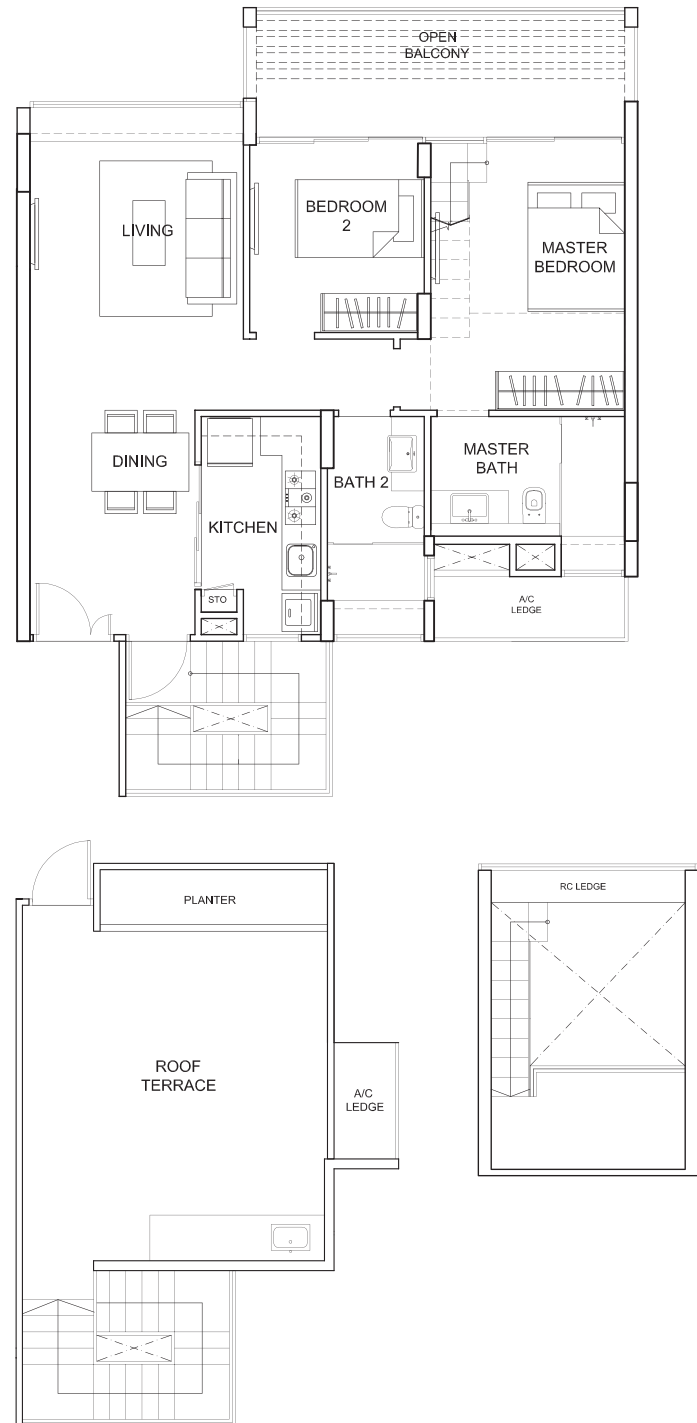 OPEN
BALCONY
LIVING
BEDROOM
2
MASTER
BEDROOM
DINING
KITCHEN
BATH 2
MASTER
BATH
STO
A/C
LEDGE
PLANTER
ROOF
TERRACE
A/C
LEDGE
RC LEDGE